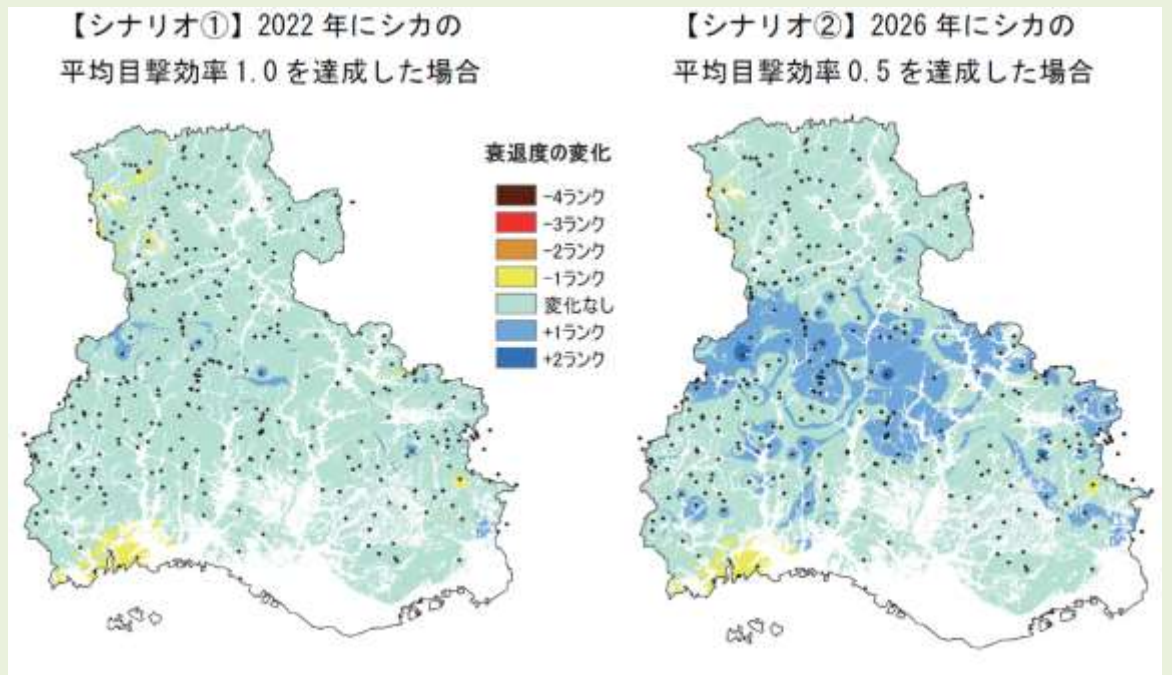 【シナリオ①】2022 年にシカの
平均目撃効率 1.0 を達成した場合
【シナリオ②】2026 年にシカの
平均目撃効率 0.5 を達成した場合
衰退度の変化
-4ランク
-3ランク
-2ランク
-1ランク
変化なし
+1ランク
+2ランク